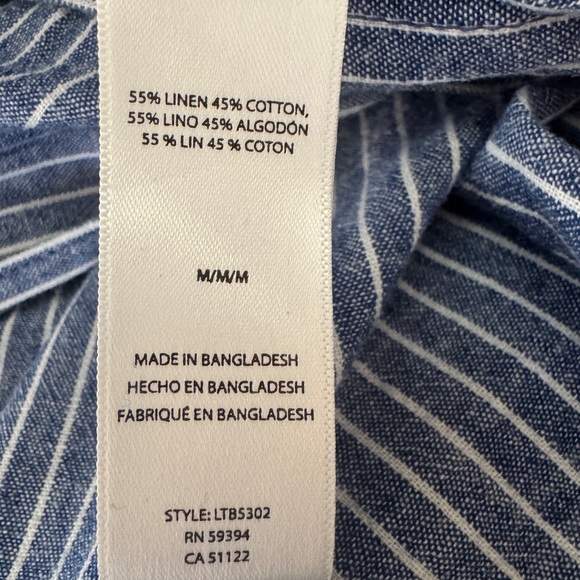 55% LINEN 45% COTTON,
55% LINO 45% ALGODÓN
55 % LIN 45 % COTON
M/M/M
MADE IN BANGLADESH
HECHO EN BANGLADESH
FABRIQUÉ EN BANGLADESH
STYLE: LTB5302
RN 59394
CA 51122